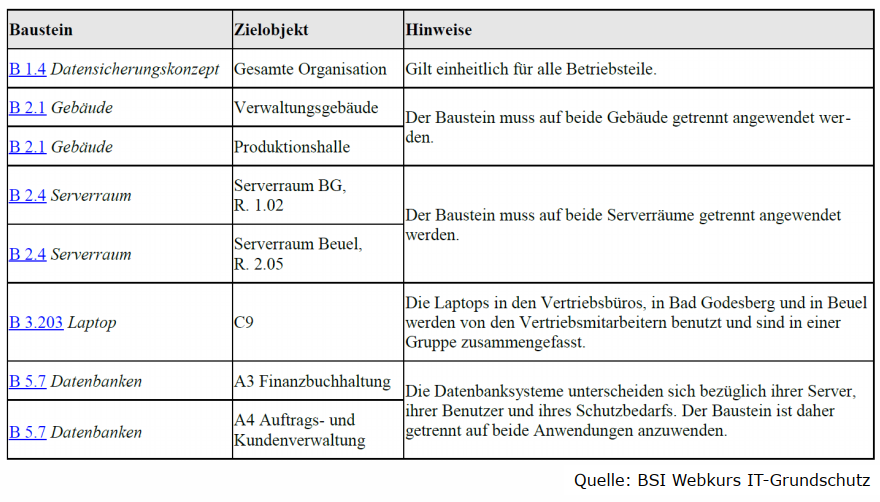 Baustein Zielobjekt Hinweise
B 1.4 Datensicherungskonzept Gesamte Organisation Gilt einheitlich für alle Betriebsteile.
B 2.1 Gebäude Verwaltungsgebäude
B 2.1 Gebäude Produktionshalle
Der Baustein muss auf beide Gebäude getrennt angewendet wer-
den.
B 2.4 Serverraum Serverraum BG,
R. 1.02
B 2.4 Serverraum Serverraum Beuel,
R. 2.05
Der Baustein muss auf beide Serverräume getrennt angewendet
werden.
B 3.203 Laptop C9
Die Laptops in den Vertriebsbüros, in Bad Godesberg und in Beuel
werden von den Vertriebsmitarbeitern benutzt und sind in einer
Gruppe zusammengefasst.
B 5.7 Datenbanken A3 Finanzbuchhaltung
B 5.7 Datenbanken A4 Auftrags- und
Kundenverwaltung
Die Datenbanksysteme unterscheiden sich bezüglich ihrer Server,
ihrer Benutzer und ihres Schutzbedarfs. Der Baustein ist daher
getrennt auf beide Anwendungen anzuwenden.
Quelle: BSI Webkurs IT-Grundschutz